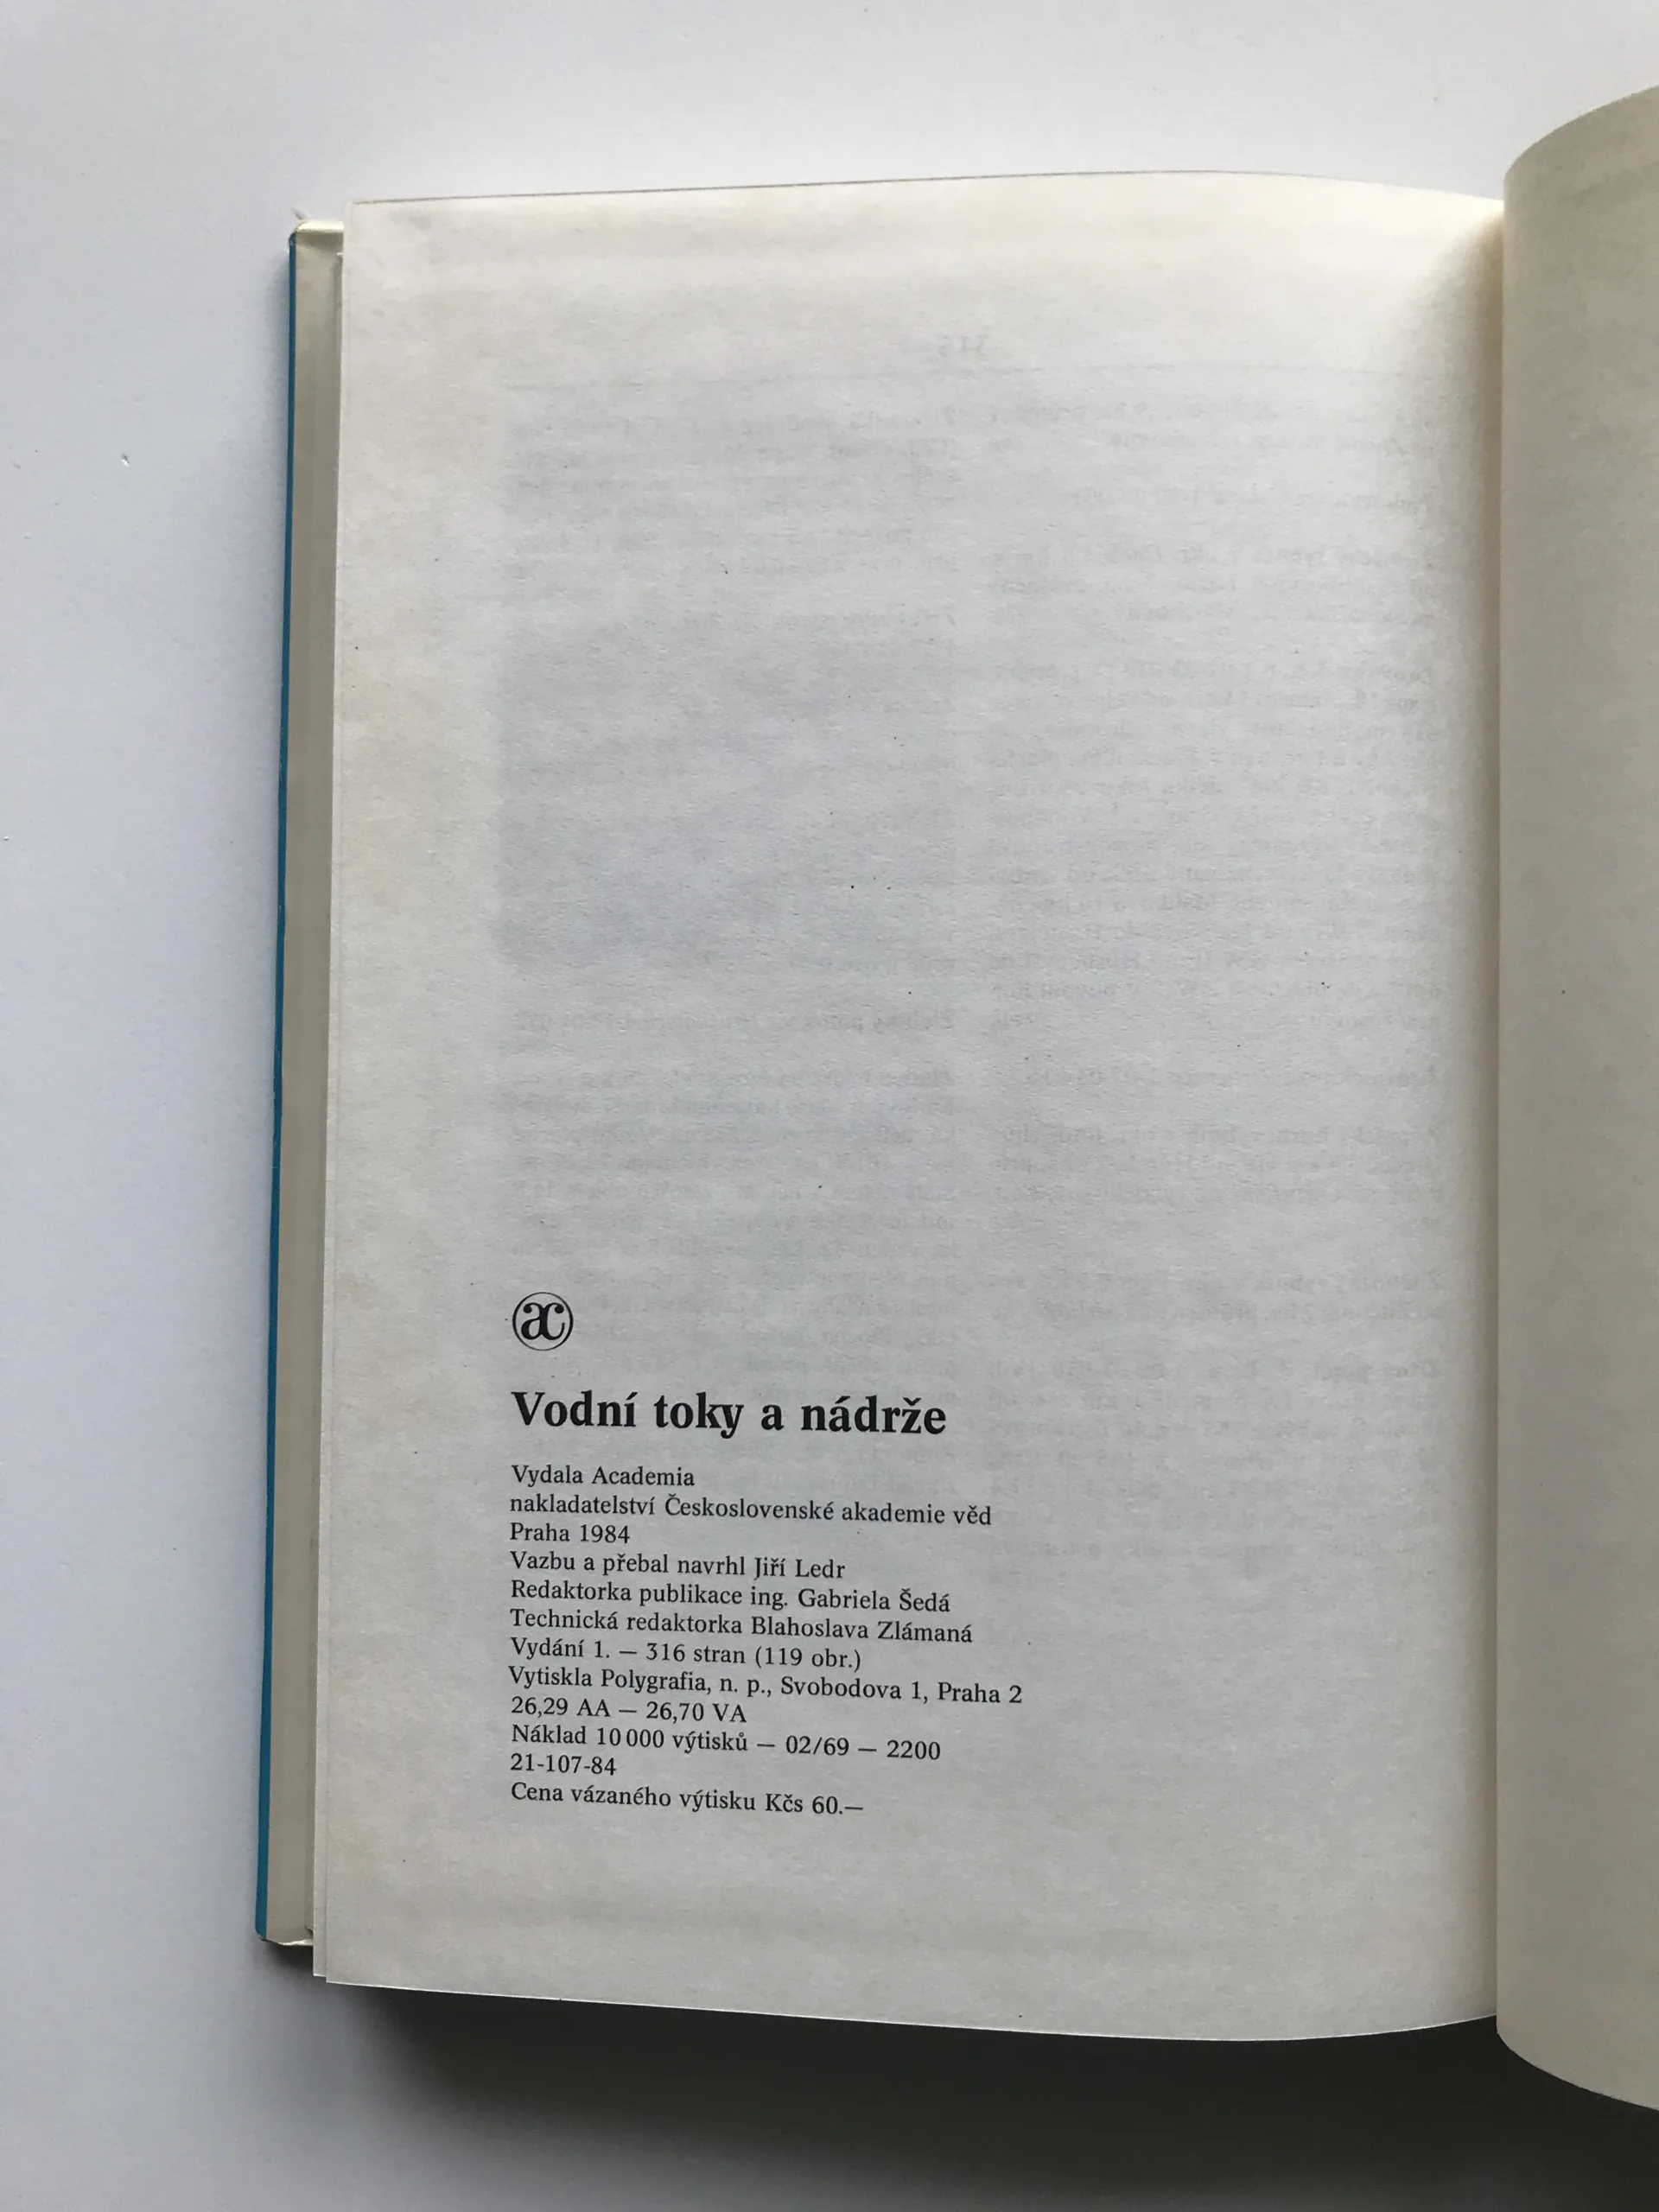 ac
Vodní toky a nádrže
Vydala Academia
nakladatelství Československé akademie věd
Praha 1984
Vazbu a přebal navrhl Jiří Ledr
Redaktorka publikace ing. Gabriela Šedá
Technická redaktorka Blahoslava Zlámaná
Vydání 1. — 316 stran (119 obr.)
Vytiskla Polygrafia, n. p., Svobodova 1, Praha 2
26,29 AA — 26,70 VA
Náklad 10 000 výtisků — 02/69 — 2200
21-107-84
Cena vázaného výtisku Kčs 60.—